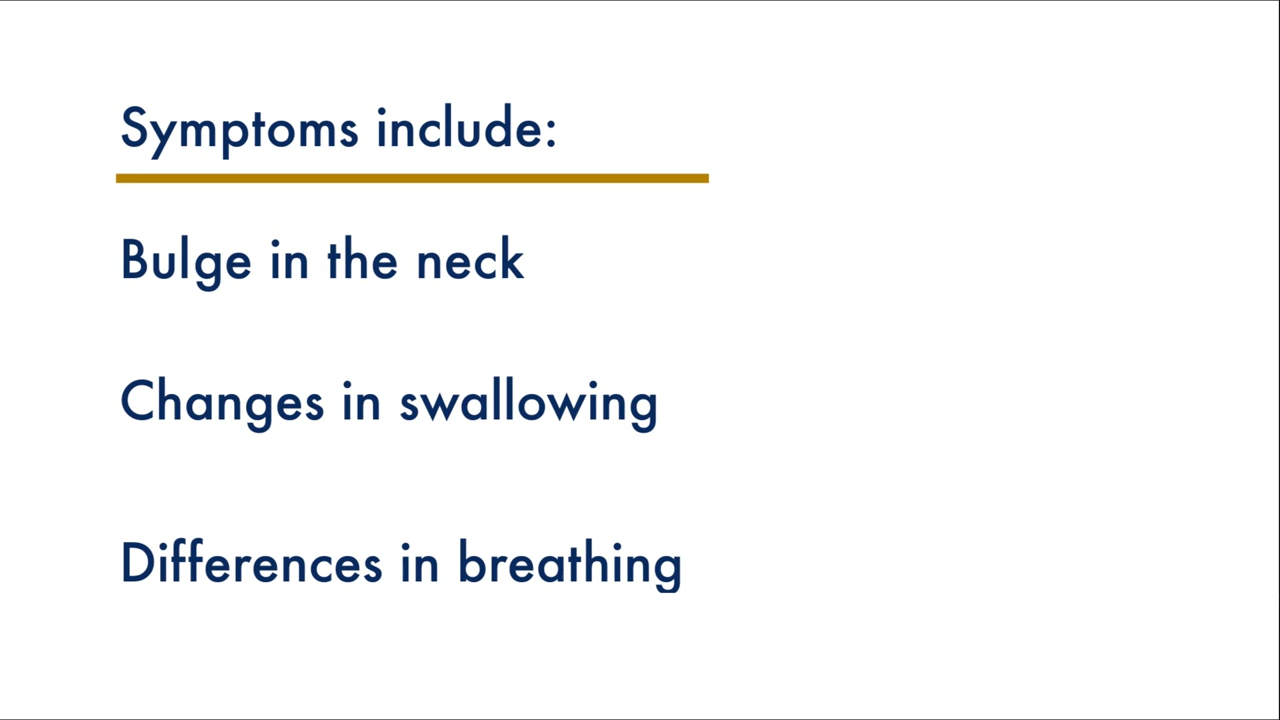 Symptoms include:
Bulge in the neck
Changes in swallowing
Differences in breathing